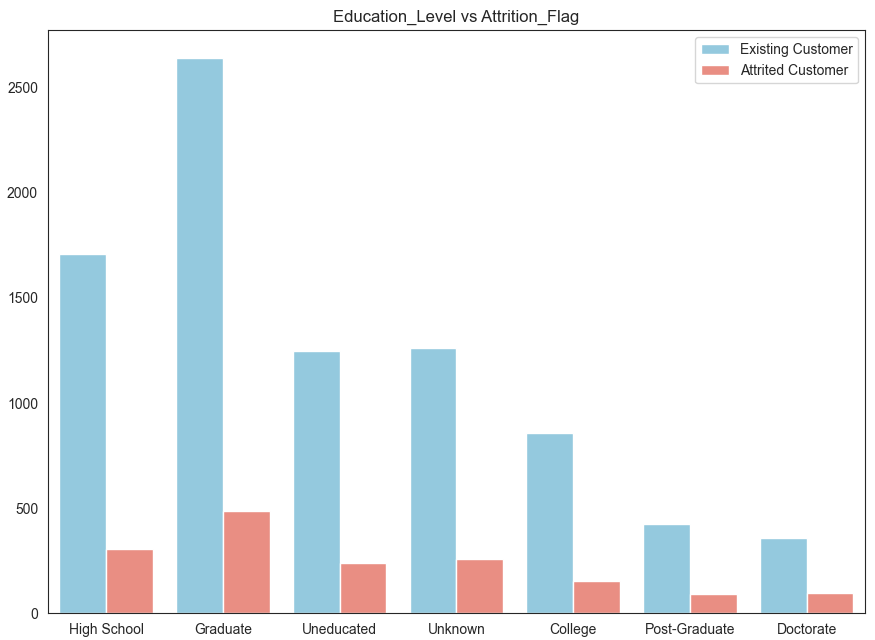 Education_Level vs Attrition_Flag
Existing Customer
Attrited Customer
2500
2000
1500
1000
500
0
High School Graduate Uneducated Unknown College Post-Graduate Doctorate